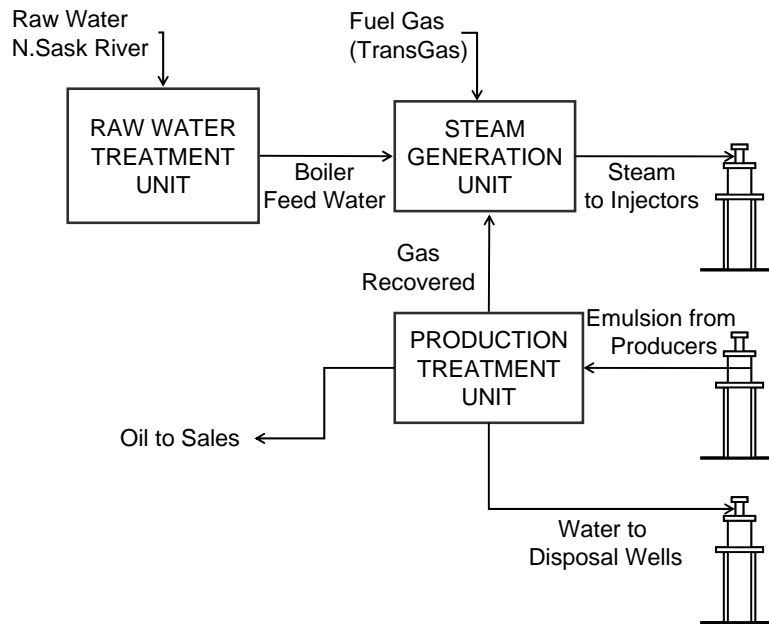 Raw Water
N.Sask River
Fuel Gas
(TransGas)
RAW WATER
TREATMENT
UNIT
Boiler
Feed Water
STEAM
GENERATION
UNIT
Steam
to Injectors
Gas
Recovered
PRODUCTION
TREATMENT
UNIT
Emulsion from
Producers
Oil to Sales
Water to
Disposal Wells